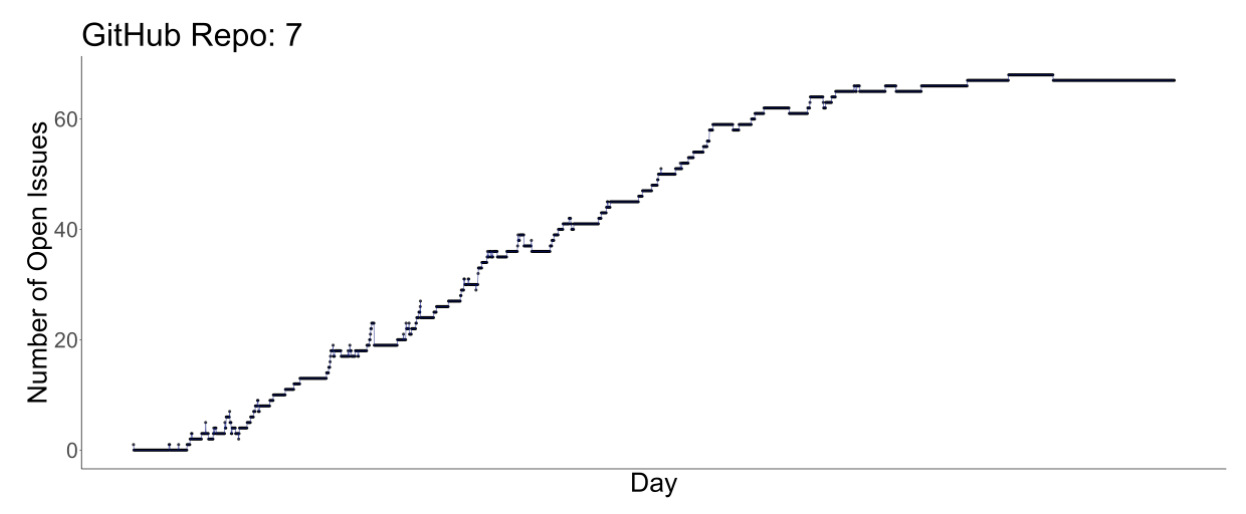 GitHub Repo: 7
Number of Open Issues
60
40
20
0
Day